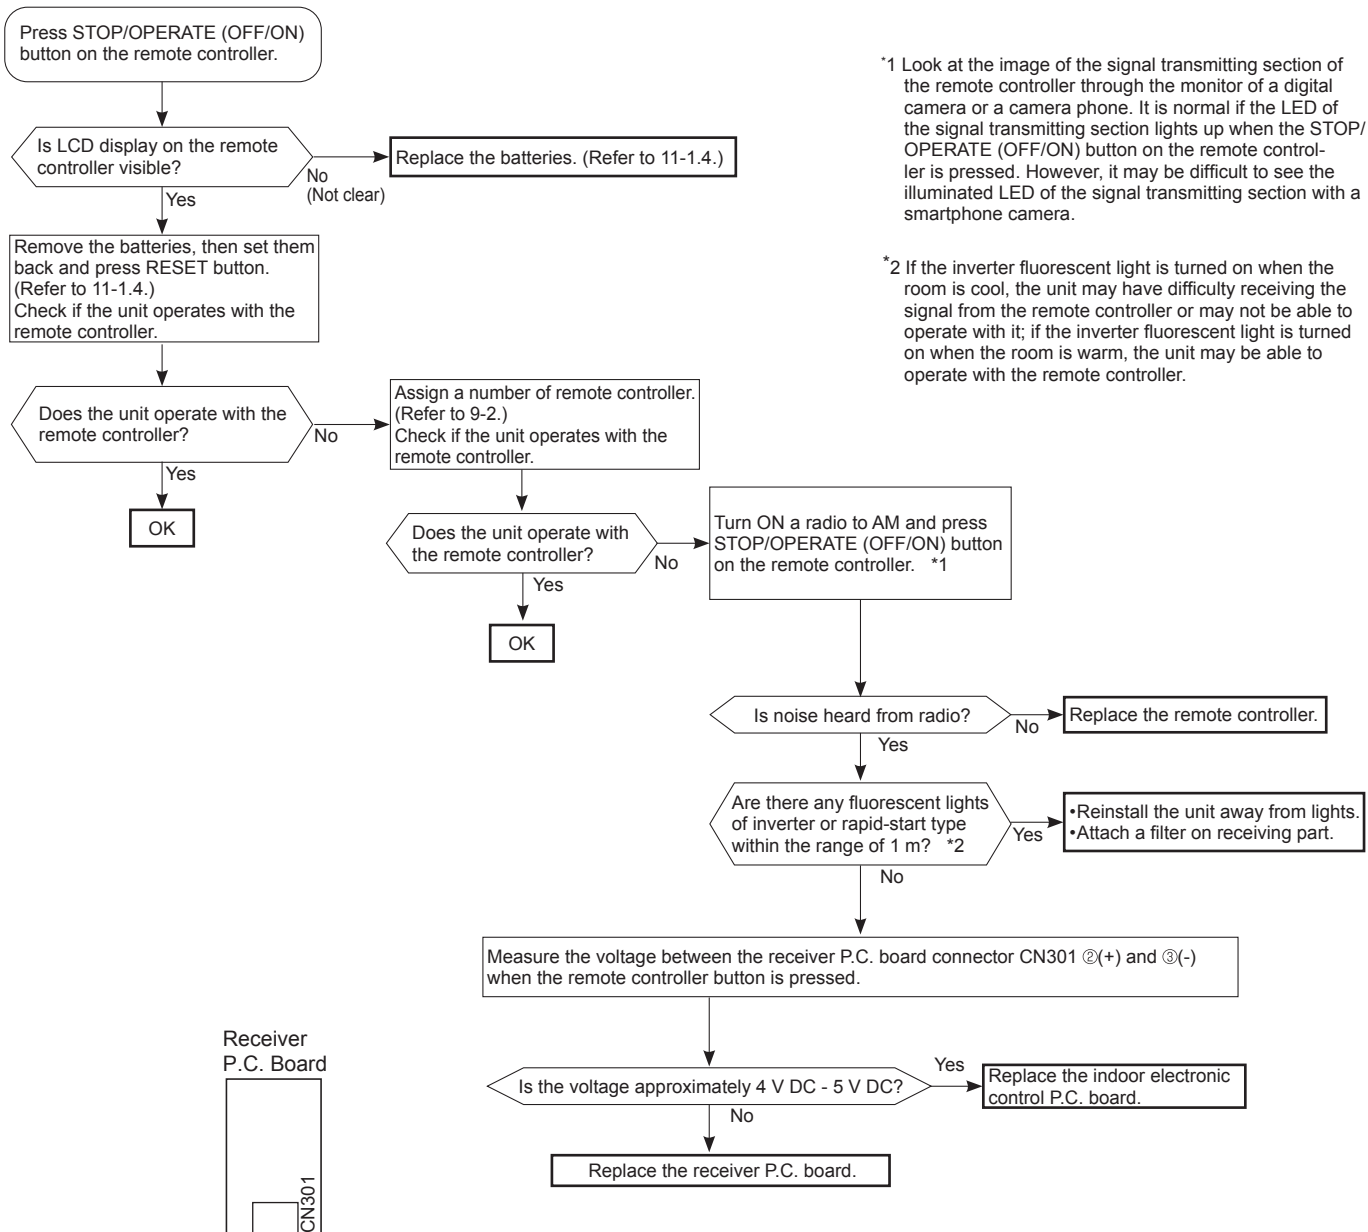 Press STOP/OPERATE (OFF/ON)
button on the remote controller.
Is LCD display on the remote
controller visible?
No
(Not clear)
Replace the batteries. (Refer to 11-1.4.)
Yes
Remove the batteries, then set them
back and press RESET button.
(Refer to 11-1.4.)
Check if the unit operates with the
remote controller.
Does the unit operate with the
remote controller?
No
Yes
OK
Assign a number of remote controller.
(Refer to 9-2.)
Check if the unit operates with the
remote controller.
Does the unit operate with
the remote controller?
No
Yes
OK
Turn ON a radio to AM and press
STOP/OPERATE (OFF/ON) button
on the remote controller. *1
Is noise heard from radio?
No
Replace the remote controller.
Yes
Are there any fluorescent lights
of inverter or rapid-start type
within the range of 1 m? *2
Yes
•Reinstall the unit away from lights.
•Attach a filter on receiving part.
No
Measure the voltage between the receiver P.C. board connector CN301 ②(+) and ③(-)
when the remote controller button is pressed.
Is the voltage approximately 4 V DC - 5 V DC?
Yes
Replace the indoor electronic
control P.C. board.
No
Replace the receiver P.C. board.
*1 Look at the image of the signal transmitting section of
the remote controller through the monitor of a digital
camera or a camera phone. It is normal if the LED of
the signal transmitting section lights up when the STOP/
OPERATE (OFF/ON) button on the remote control-
ler is pressed. However, it may be difficult to see the
illuminated LED of the signal transmitting section with a
smartphone camera.
*2 If the inverter fluorescent light is turned on when the
room is cool, the unit may have difficulty receiving the
signal from the remote controller or may not be able to
operate with it; if the inverter fluorescent light is turned
on when the room is warm, the unit may be able to
operate with the remote controller.
Receiver
P.C. Board
CN301